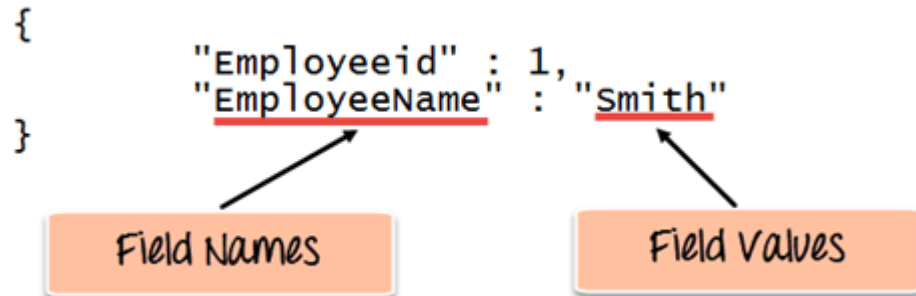 {
"Employeeid" : 1,
"EmployeeName" : "Smith"
}
Field Names
Field Values